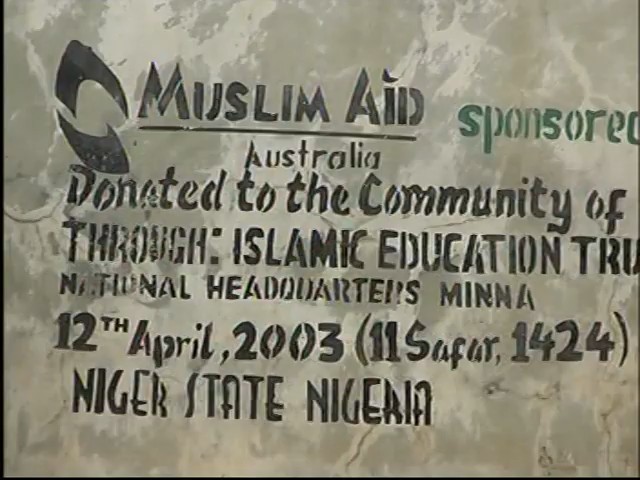 MUSLIM AID sponsored
Australia
Donated to the Community of
THROUGH: ISLAMIC EDUCATION TRU
NATIONAL HEADQUARTERS MINNA
12TH April, 2003 (11 Safar, 1424)
NIGER STATE NIGERIA